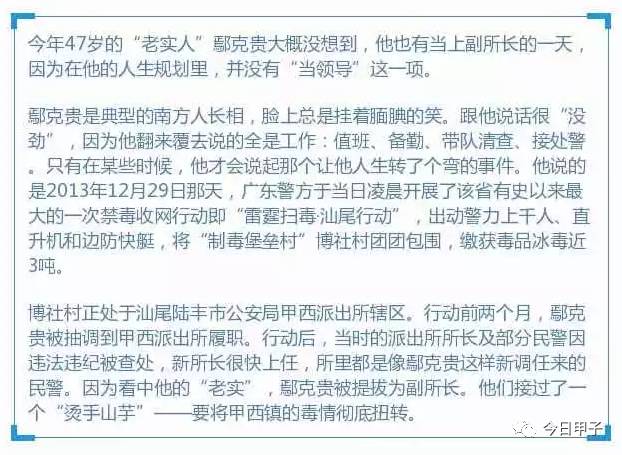 今年47岁的“老实人”鄢克贵大概没想到，他也有当上副所长的一天，
因为在他的人生规划里，并没有“当领导”这一项。
鄢克贵是典型的南方人长相，脸上总是挂着腼腆的笑。跟他说话很“没
劲”，因为他翻来覆去说的全是工作：值班、备勤、带队清查、接处警
。只有在某些时候，他才会说起那个让他人生转了个弯的事件。他说的
是2013年12月29日那天，广东警方于当日凌晨开展了该省有史以来最
大的一次禁毒收网行动即“雷霆扫毒·汕尾行动”，出动警力上千人、直
升机和边防快艇，将“制毒堡垒村”博社村团团包围，缴获毒品冰毒近
3吨。
博社村正处于汕尾陆丰市公安局甲西派出所辖区。行动前两个月，鄢克
贵被抽调到甲西派出所履职。行动后，当时的派出所所长及部分民警因
违法违纪被查处，新所长很快上任，所里都是像鄢克贵这样新调任来的
民警。因为看中他的“老实”，鄢克贵被提拔为副所长。他们接过了一
个“烫手山芋”——要将甲西镇的毒情彻底扭转。
今日甲子